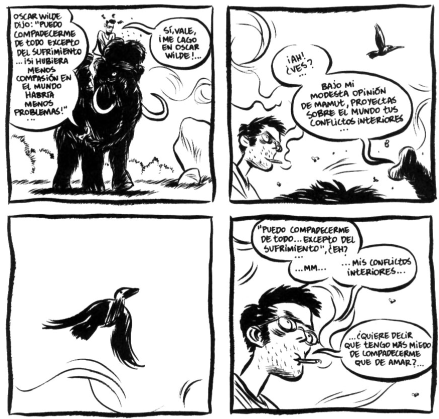 OSCAR WILDE
DIJO: "PUEDO
COMPADECERME
DE TODO EXCEPTO
DEL SUFRIMIENTO
... ¡SI HUBIERA
MENOS
COMPASIÓN EN
EL MUNDO
HABRÍA
MENOS
PROBLEMAS!"
...
SÍ, VALE,
¡ME CAGO
EN OSCAR
WILDE!...
¡AH!
¿VES?
...
BAJO MI
MODESTA OPINIÓN
DE MAMUT, PROYECTAS
SOBRE EL MUNDO TUS
CONFLICTOS INTERIORES
...
"PUEDO COMPADECERME
DE TODO... EXCEPTO DEL
SUFRIMIENTO", ¿EH?
...
...MM...
... MIS CONFLICTOS
INTERIORES...
...¿QUIERE DECIR
QUE TENGO MÁS MIEDO
DE COMPADECERME
QUE DE AMAR?...